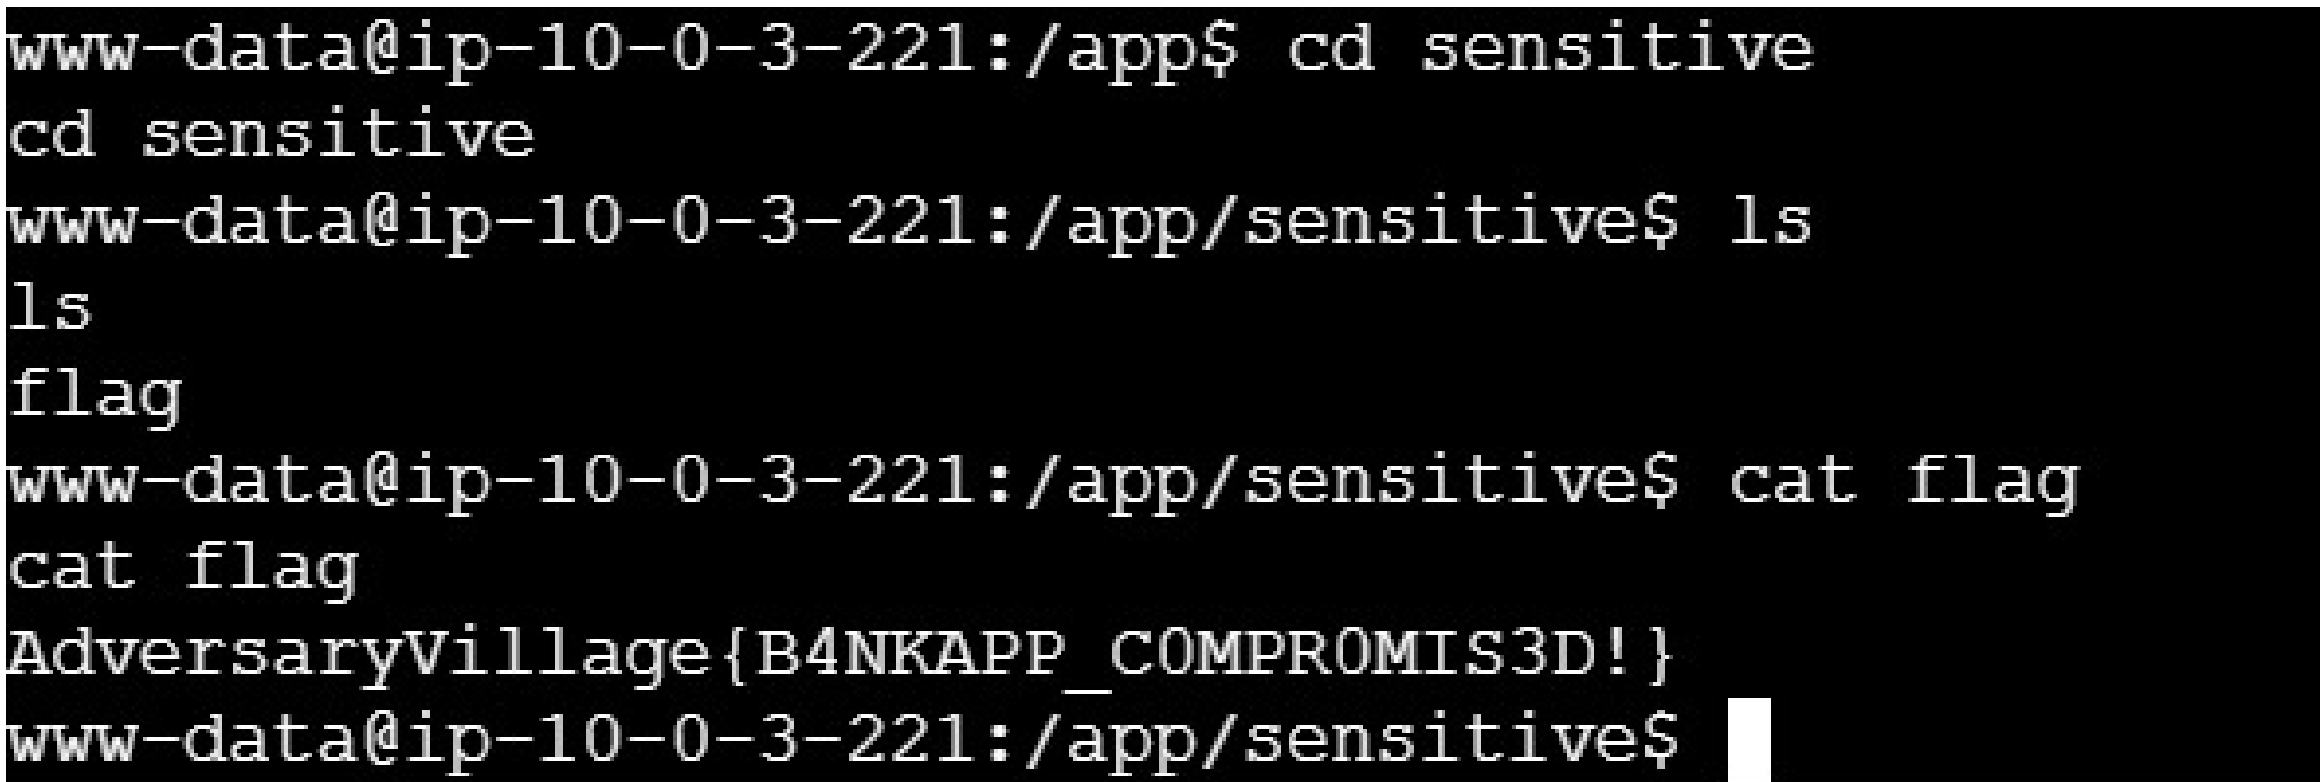 www-data@ip-10-0-3-221:/app$ cd sensitive
cd sensitive
www-data@ip-10-0-3-221:/app/sensitive$ ls
ls
flag
www-data@ip-10-0-3-221:/app/sensitive$ cat flag
cat flag
AdversaryVillage{B4NKAPP_C0MPR0MIS3D!}
www-data@ip-10-0-3-221:/app/sensitive$